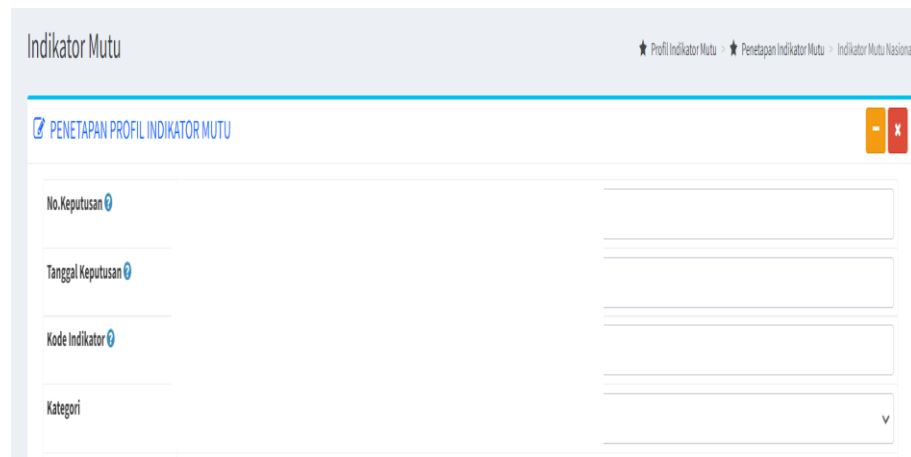 Indikator Mutu
Profil Indikator Mutu > Penetapan Indikator Mutu > Indikator Mutu Nasiona
PENETAPAN PROFIL INDIKATOR MUTU
No.Keputusan
Tanggal Keputusan
Kode Indikator
Kategori